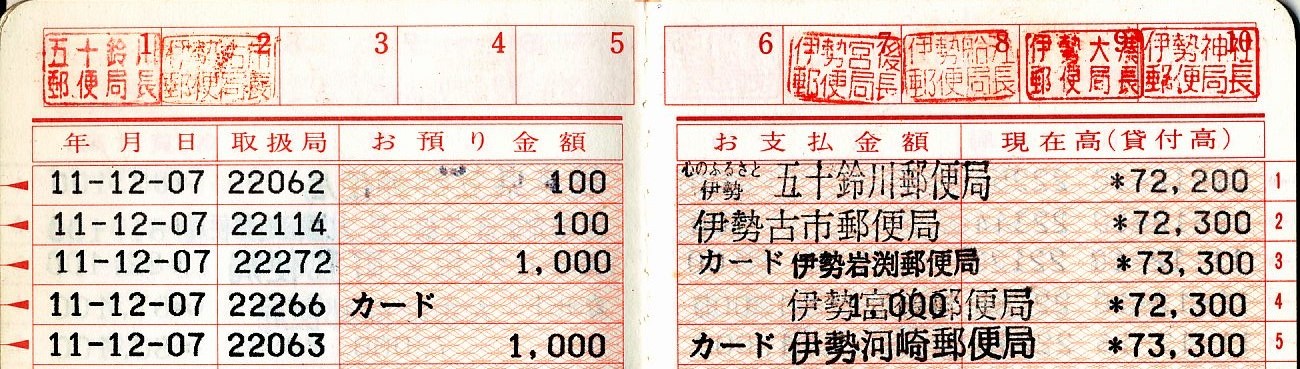 1 2 3 4 5 6 7 8 9 10
五十鈴川 伊勢古市 伊勢宮後 伊勢船江 伊勢大湊 伊勢神社
郵便局長 郵便局長 郵便局長 郵便局長 郵便局長 郵便局長
年月日 取扱局 お預り金額 お支払金額 現在高(貸付高)
心のふるさと
11-12-07 22062 100 伊勢 五十鈴川郵便局 *72,200 1
11-12-07 22114 100 伊勢古市郵便局 *72,300 2
11-12-07 22272 1,000 カード 伊勢岩渕郵便局 *73,300 3
11-12-07 22266 カード 1,000 伊勢宮後郵便局 *72,300 4
11-12-07 22063 1,000 カード 伊勢河崎郵便局 *73,300 5